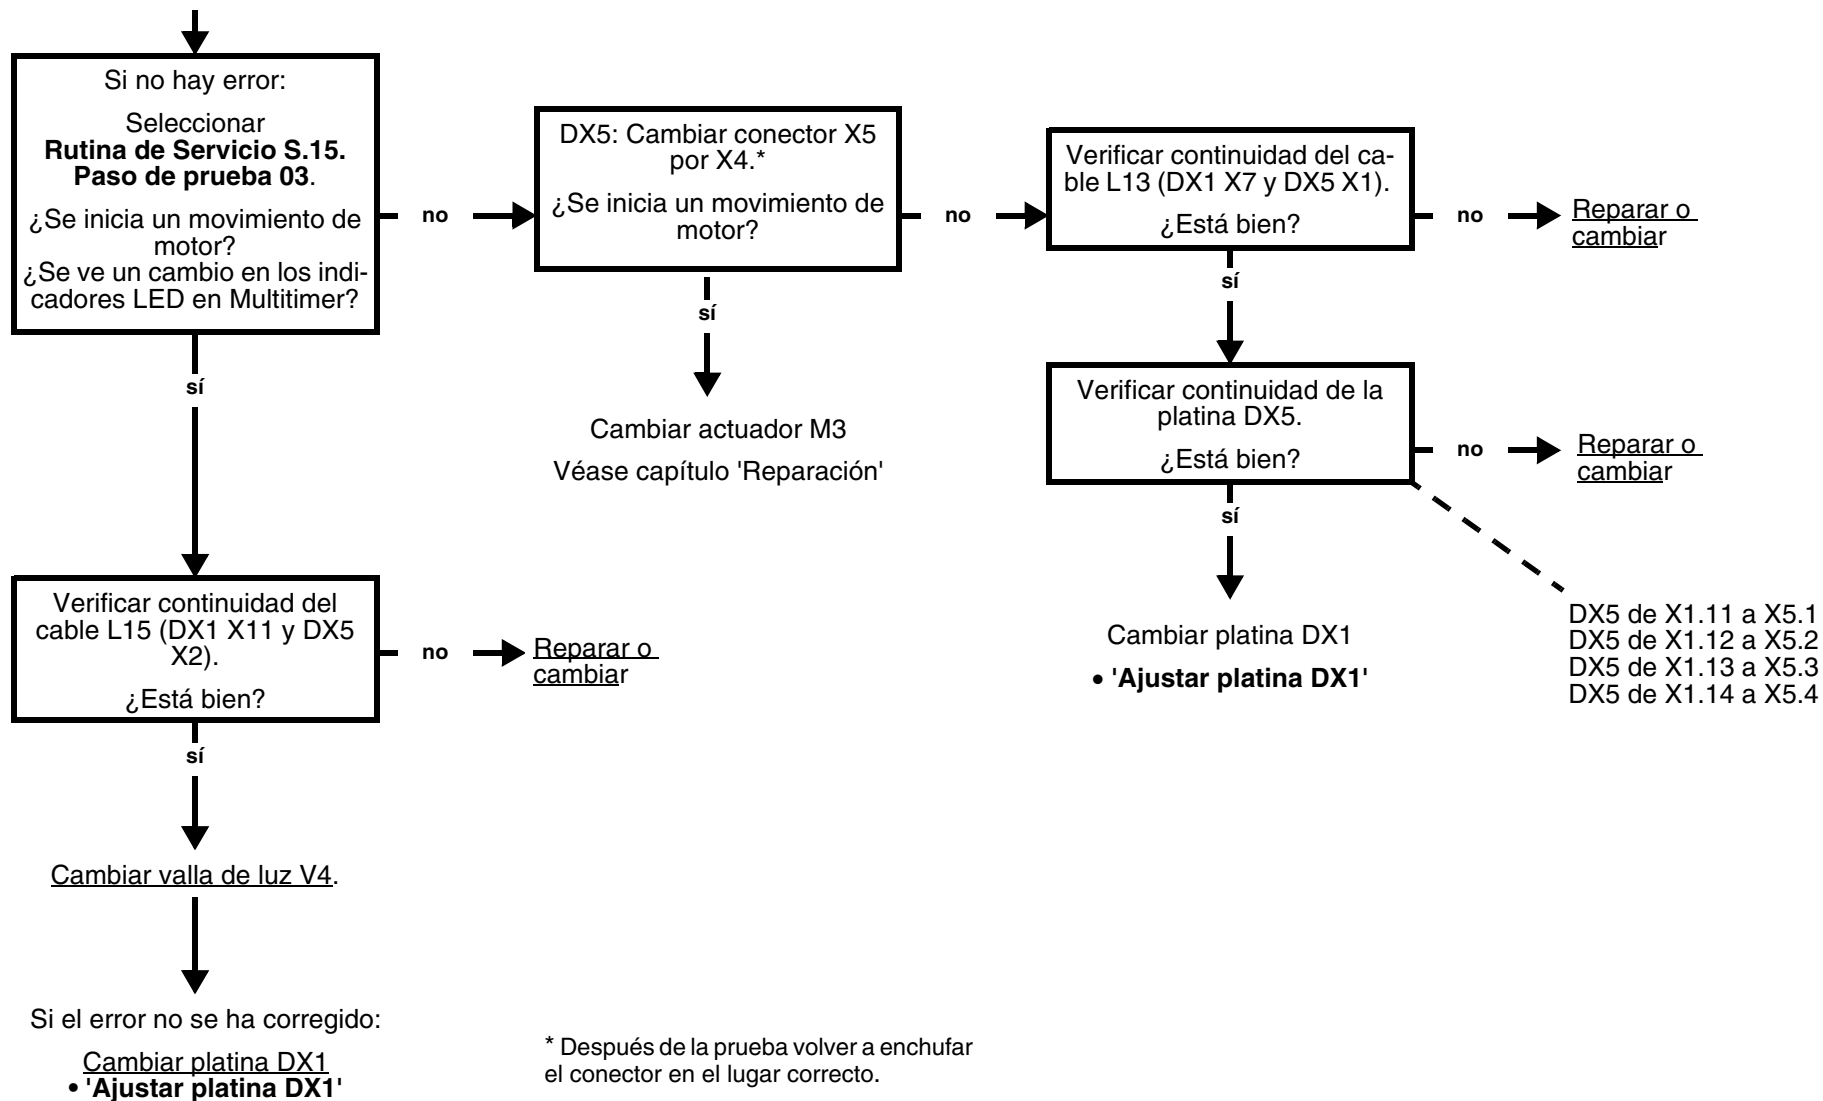 Si no hay error:
Seleccionar
Rutina de Servicio S.15.
Paso de prueba 03.
¿Se inicia un movimiento de
motor?
¿Se ve un cambio en los indi-
cadores LED en Multitimer?
no
DX5: Cambiar conector X5
por X4.*
¿Se inicia un movimiento de
motor?
no
Verificar continuidad del ca-
ble L13 (DX1 X7 y DX5 X1).
¿Está bien?
no
Reparar o
cambiar
sí
sí
sí
Cambiar actuador M3
Véase capítulo 'Reparación'
Verificar continuidad de la
platina DX5.
¿Está bien?
no
Reparar o
cambiar
sí
Cambiar platina DX1
• 'Ajustar platina DX1'
DX5 de X1.11 a X5.1
DX5 de X1.12 a X5.2
DX5 de X1.13 a X5.3
DX5 de X1.14 a X5.4
Verificar continuidad del
cable L15 (DX1 X11 y DX5
X2).
¿Está bien?
no
Reparar o
cambiar
sí
Cambiar valla de luz V4.
Si el error no se ha corregido:
Cambiar platina DX1
• 'Ajustar platina DX1'
* Después de la prueba volver a enchufar
el conector en el lugar correcto.